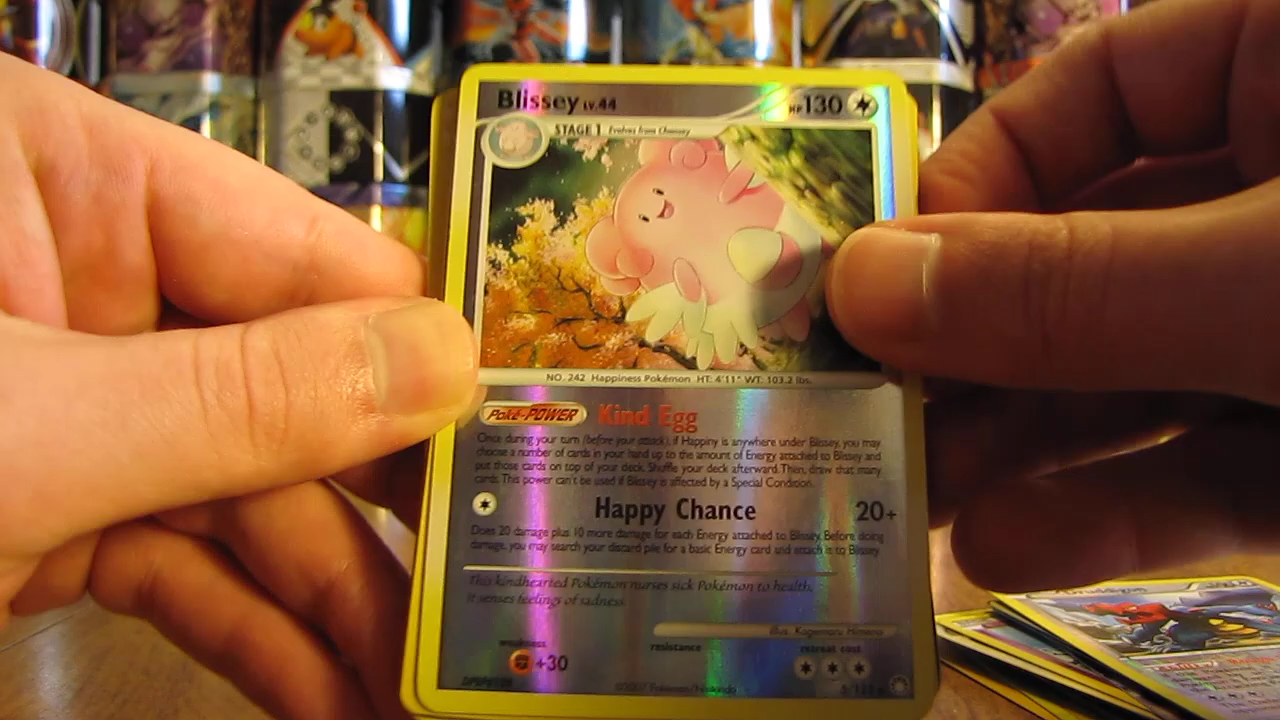 Blissey LV.44 HP 130
STAGE 1 Evolves from Chansey
NO. 242 Happiness Pokémon HT: 4'11" WT: 103.2 lbs.
Poké-POWER Kind Egg
Once during your turn (before your attack), if Happiny is anywhere under Blissey, you may
choose a number of cards in your hand up to the amount of Energy attached to Blissey and
put those cards on top of your deck. Shuffle your deck afterward. Then, draw that many
cards. This power can't be used if Blissey is affected by a Special Condition.
Happy Chance 20+
Does 20 damage plus 10 more damage for each Energy attached to Blissey. Before doing
damage, you may search your discard pile for a basic Energy card and attach it to Blissey
This kindhearted Pokémon nurses sick Pokémon to health.
It senses feelings of sadness.
Illus. Kagemaru Himeno
weakness resistance retreat cost
+30
©2007 Pokémon/Nintendo